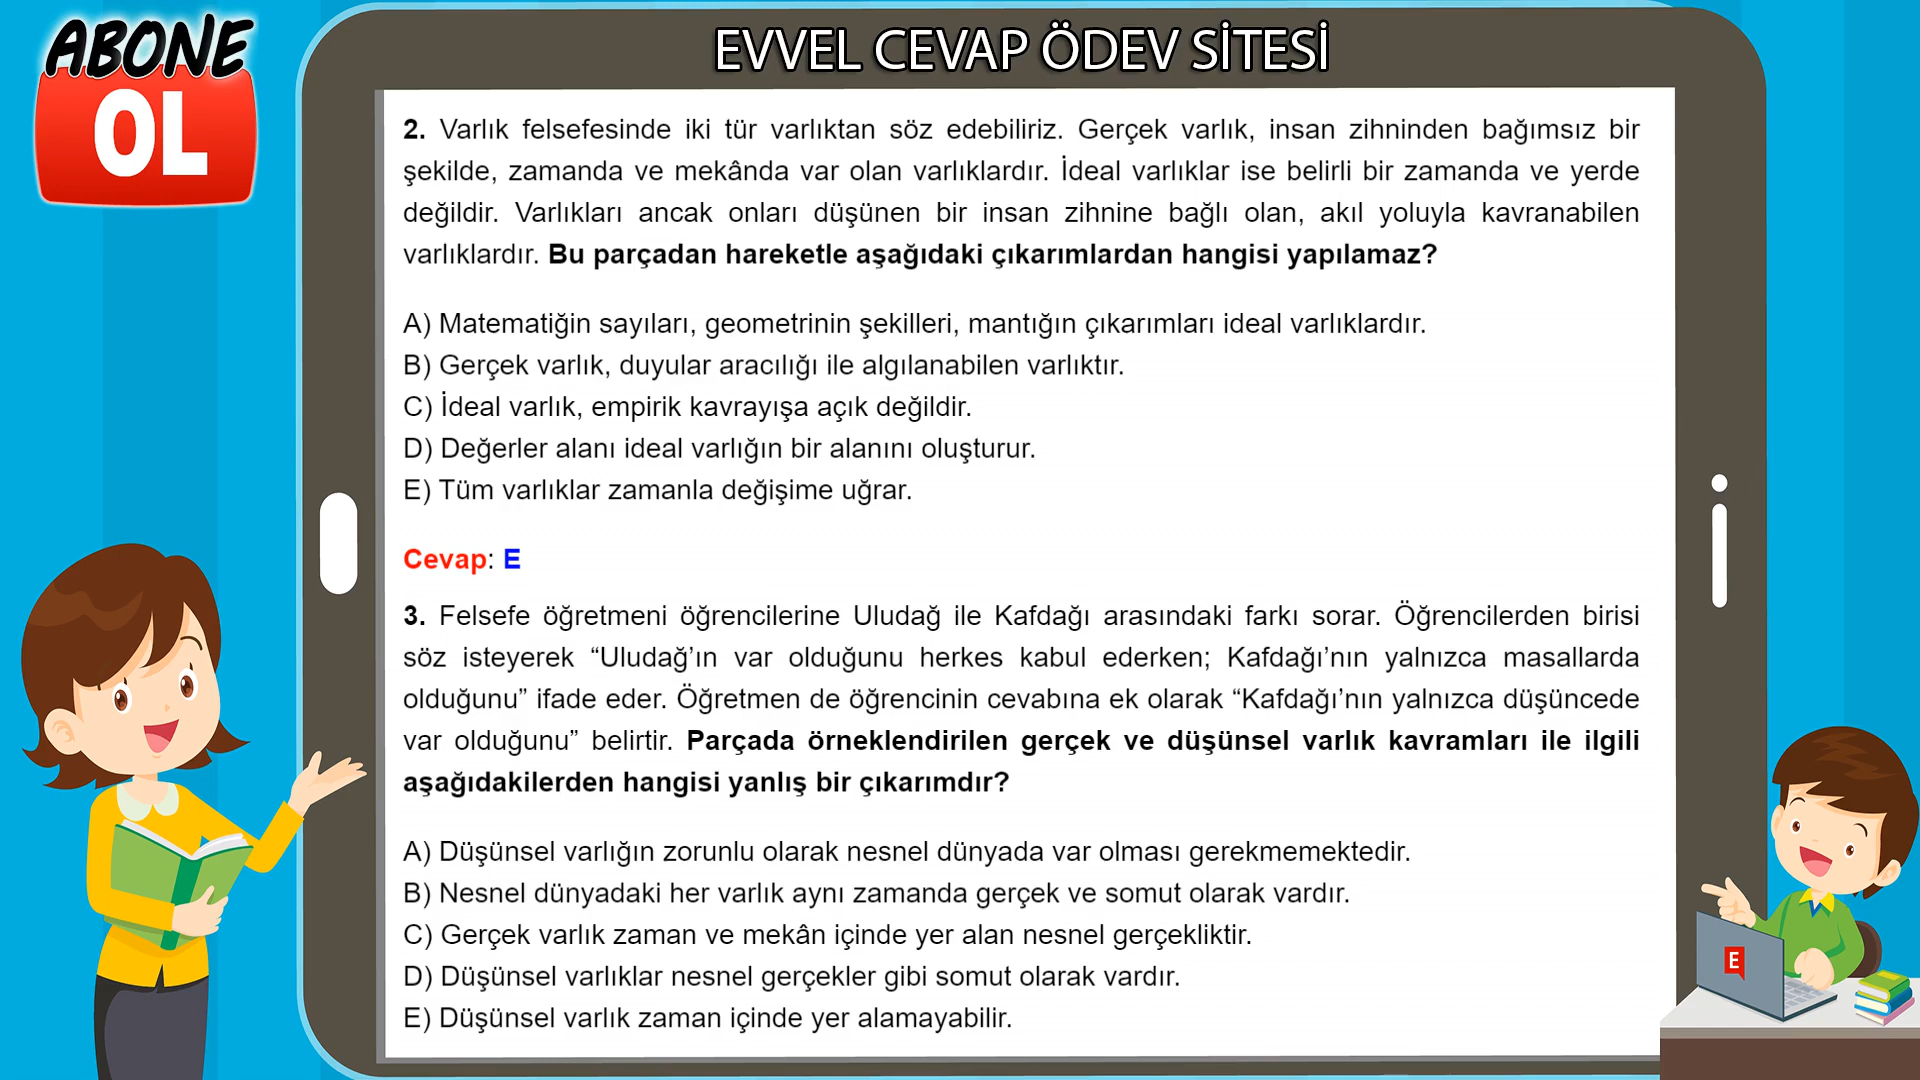 ABONE
OL
EVVEL CEVAP ÖDEV SİTESİ
2. Varlık felsefesinde iki tür varlıktan söz edebiliriz. Gerçek varlık, insan zihninden bağımsız bir
şekilde, zamanda ve mekânda var olan varlıklardır. İdeal varlıklar ise belirli bir zamanda ve yerde
değildir. Varlıkları ancak onları düşünen bir insan zihnine bağlı olan, akıl yoluyla kavranabilen
varlıklardır. Bu parçadan hareketle aşağıdaki çıkarımlardan hangisi yapılamaz?
A) Matematiğin sayıları, geometrinin şekilleri, mantığın çıkarımları ideal varlıklardır.
B) Gerçek varlık, duyular aracılığı ile algılanabilen varlıktır.
C) İdeal varlık, empirik kavrayışa açık değildir.
D) Değerler alanı ideal varlığın bir alanını oluşturur.
E) Tüm varlıklar zamanla değişime uğrar.
Cevap: E
3. Felsefe öğretmeni öğrencilerine Uludağ ile Kafdağı arasındaki farkı sorar. Öğrencilerden birisi
söz isteyerek “Uludağ’ın var olduğunu herkes kabul ederken; Kafdağı’nın yalnızca masallarda
olduğunu” ifade eder. Öğretmen de öğrencinin cevabına ek olarak “Kafdağı’nın yalnızca düşüncede
var olduğunu” belirtir. Parçada örneklendirilen gerçek ve düşünsel varlık kavramları ile ilgili
aşağıdakilerden hangisi yanlış bir çıkarımdır?
A) Düşünsel varlığın zorunlu olarak nesnel dünyada var olması gerekmemektedir.
B) Nesnel dünyadaki her varlık aynı zamanda gerçek ve somut olarak vardır.
C) Gerçek varlık zaman ve mekân içinde yer alan nesnel gerçekliktir.
D) Düşünsel varlıklar nesnel gerçekler gibi somut olarak vardır.
E) Düşünsel varlık zaman içinde yer alamayabilir.
E